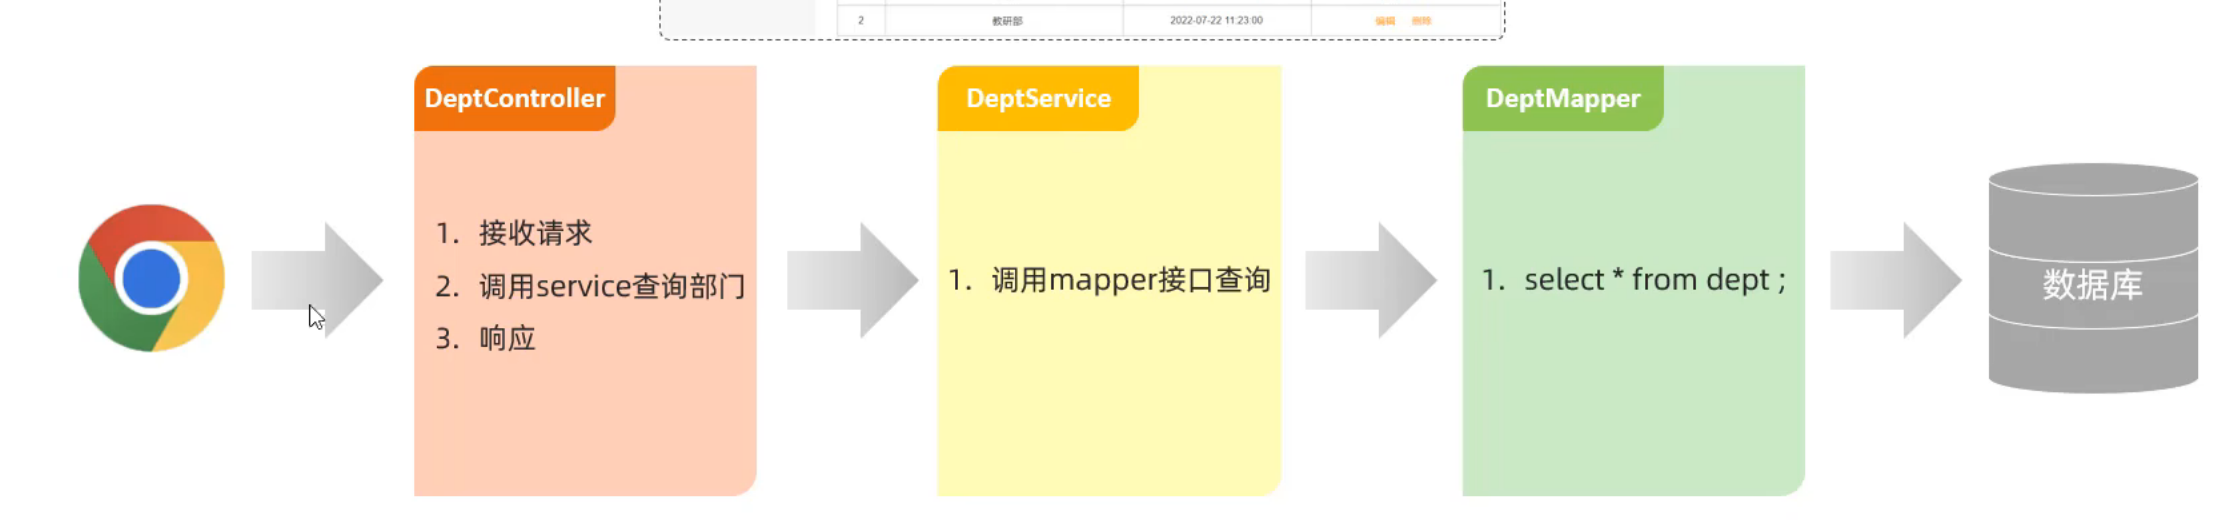 2 教研部 2022-07-22 11:23:00 编辑 删除
DeptController
1. 接收请求
2. 调用service查询部门
3. 响应
DeptService
1. 调用mapper接口查询
DeptMapper
1. select * from dept ;
数据库